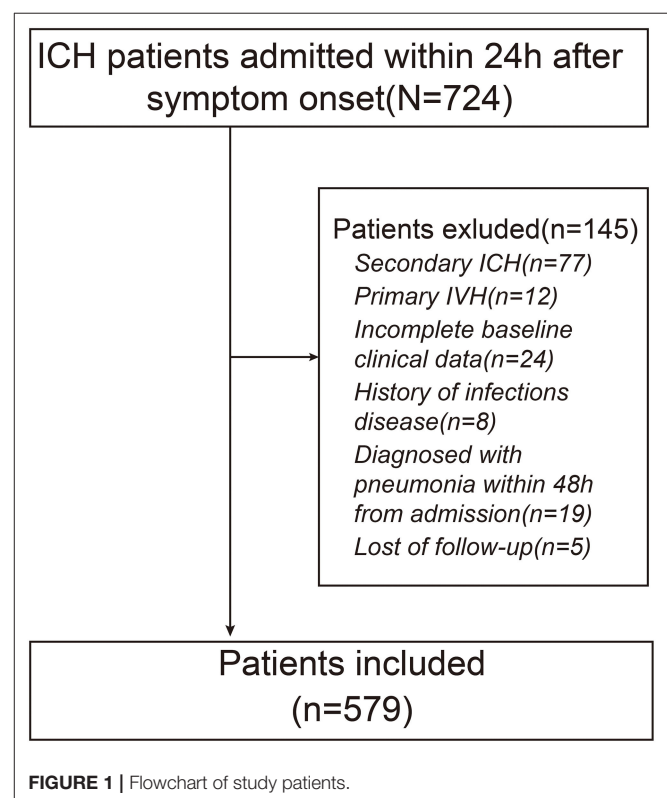 ICH patients admitted within 24h after
symptom onset(N=724)
Patients exluded(n=145)
Secondary ICH(n=77)
Primary IVH(n=12)
Incomplete baseline
clinical data(n=24)
History of infections
disease(n=8)
Diagnosed with
pneumonia within 48h
from admission(n=19)
Lost of follow-up(n=5)
Patients included
(n=579)
FIGURE 1 | Flowchart of study patients.